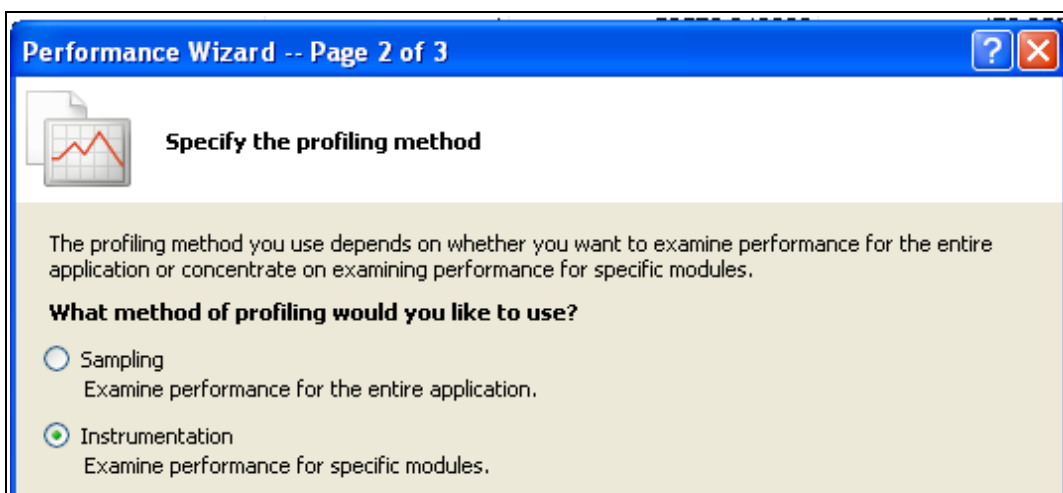 Performance Wizard -- Page 2 of 3
Specify the profiling method
The profiling method you use depends on whether you want to examine performance for the entire
application or concentrate on examining performance for specific modules.
What method of profiling would you like to use?
Sampling
Examine performance for the entire application.
Instrumentation
Examine performance for specific modules.